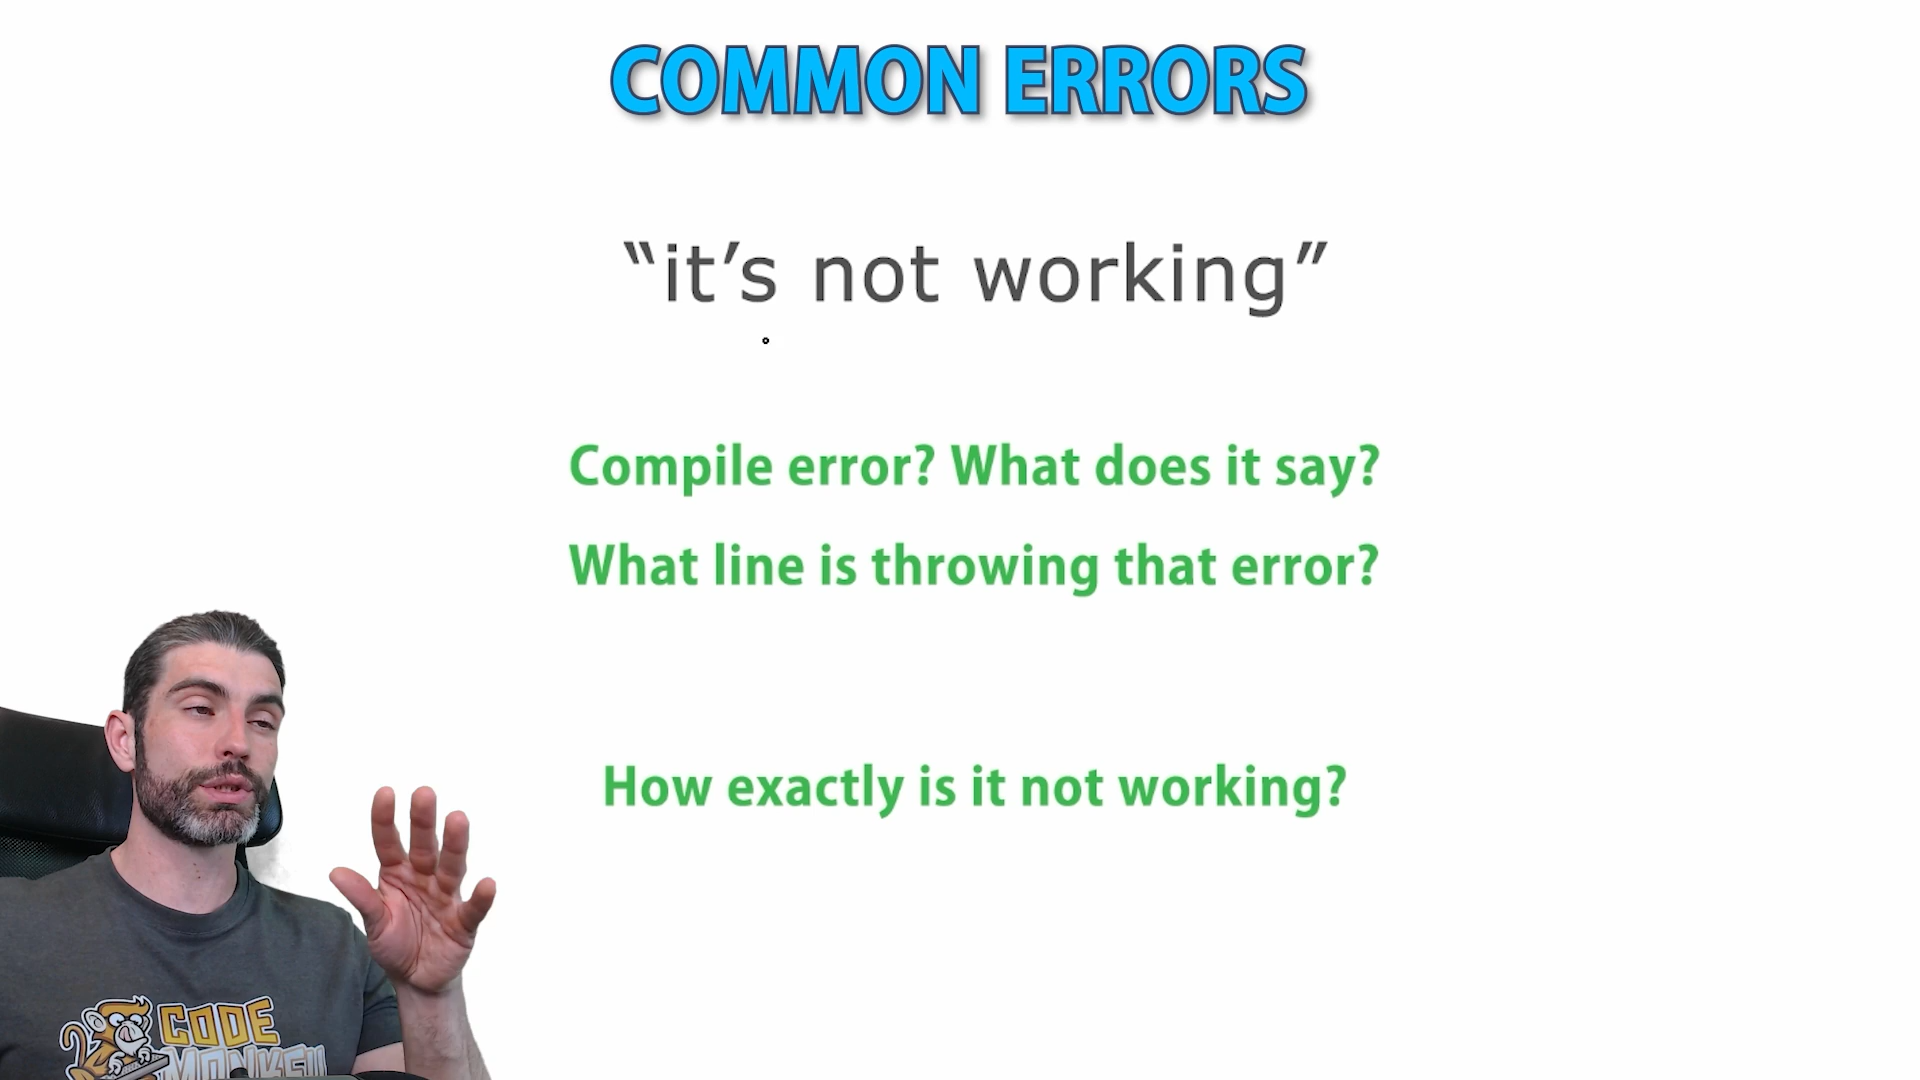 COMMON ERRORS
“it’s not working”
Compile error? What does it say?
What line is throwing that error?
How exactly is it not working?
CODE
MONKEY